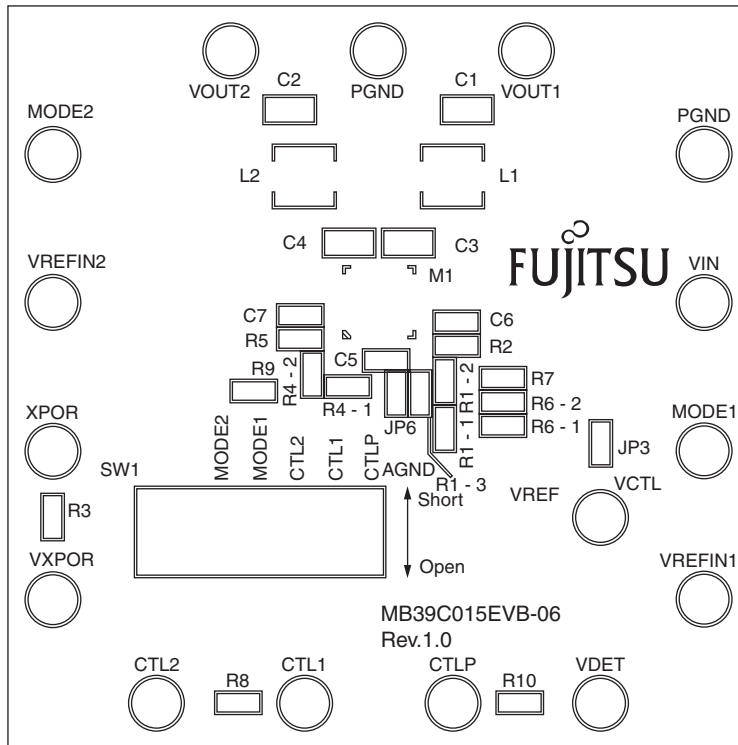 VOUT2
C2
PGND
C1
VOUT1
MODE2
PGND
L2
L1
C4
C3
FUJITSU
VREFIN2
M1
VIN
C7
C6
R5
R2
C5
R9
R4 - 2
R4 - 1
JP6
R1 - 2
R1 - 1
R7
R6 - 2
R6 - 1
XPOR
MODE1
JP3
SW1
MODE2
MODE1
CTL2
CTL1
CTLP
AGND
R1 - 3
Short
Open
VREF
VCTL
R3
VXPOR
VREFIN1
MB39C015EVB-06
Rev.1.0
CTL2
R8
CTL1
CTLP
R10
VDET